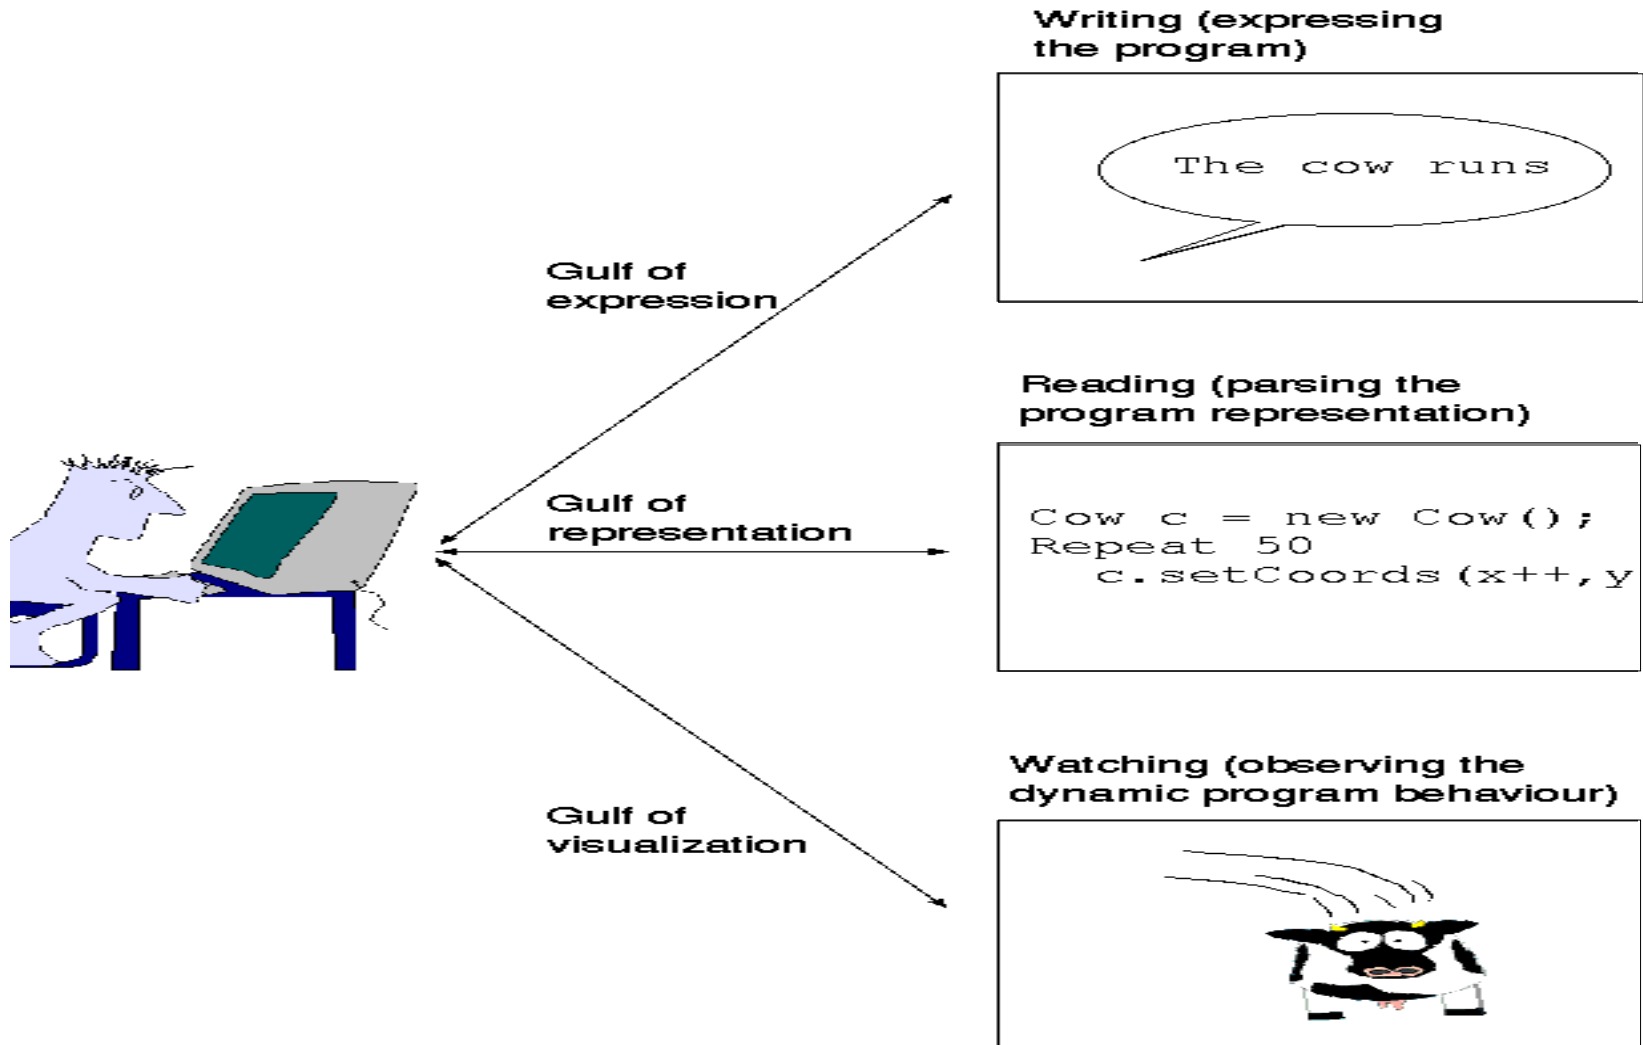 Writing (expressing
the program)
The cow runs
Gulf of
expression
Reading (parsing the
program representation)
Gulf of
representation
Cow c = new Cow();
Repeat 50
c.setCoords(x++,y
Watching (observing the
dynamic program behaviour)
Gulf of
visualization